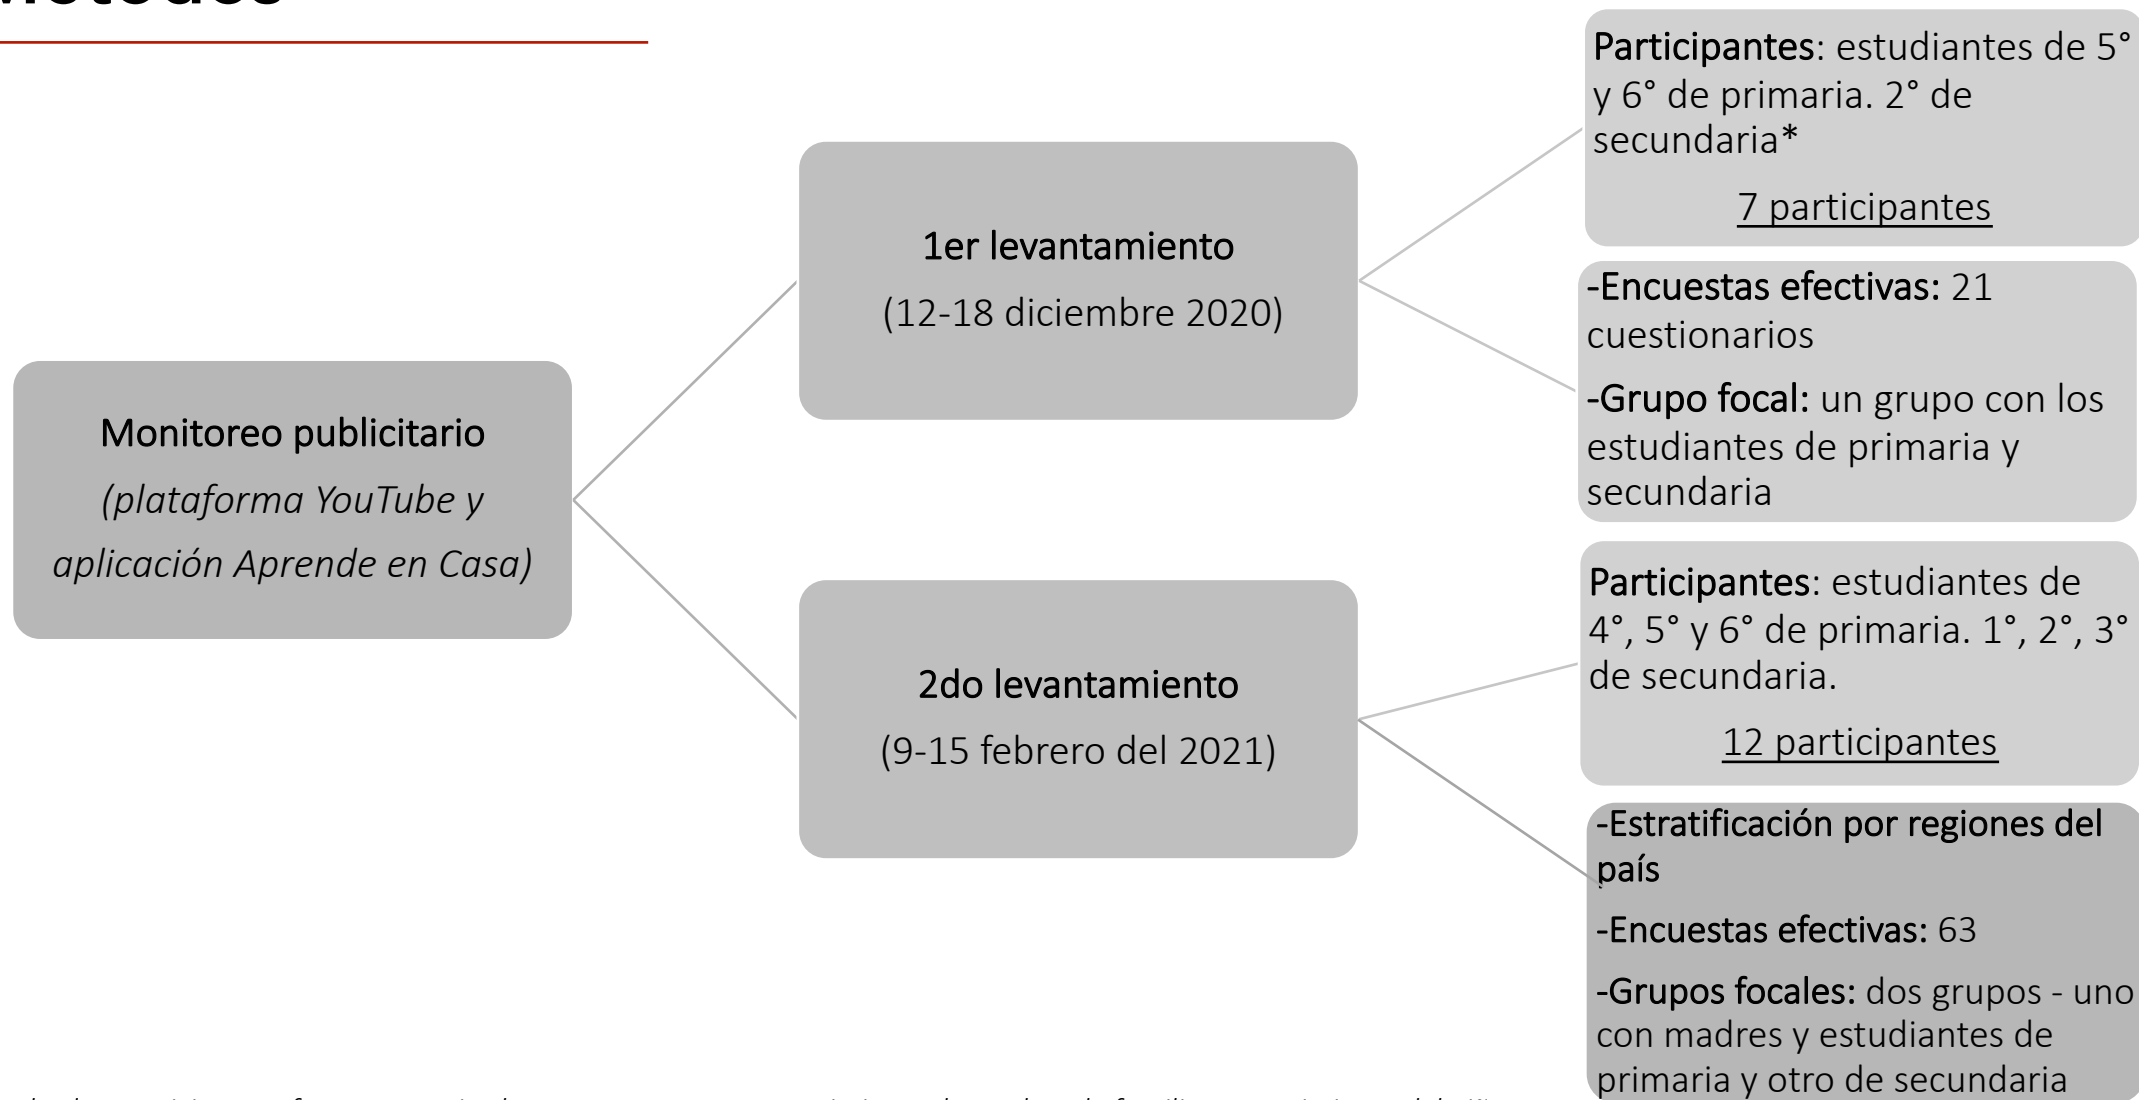 Monitoreo publicitario
(plataforma YouTube y
aplicación Aprende en Casa)
1er levantamiento
(12-18 diciembre 2020)
Participantes: estudiantes de 5°
y 6° de primaria. 2° de
secundaria*
7 participantes
-Encuestas efectivas: 21
cuestionarios
-Grupo focal: un grupo con los
estudiantes de primaria y
secundaria
2do levantamiento
(9-15 febrero del 2021)
Participantes: estudiantes de
4°, 5° y 6° de primaria. 1°, 2°, 3°
de secundaria.
12 participantes
-Estratificación por regiones del
país
-Encuestas efectivas: 63
-Grupos focales: dos grupos - uno
con madres y estudiantes de
primaria y otro de secundaria